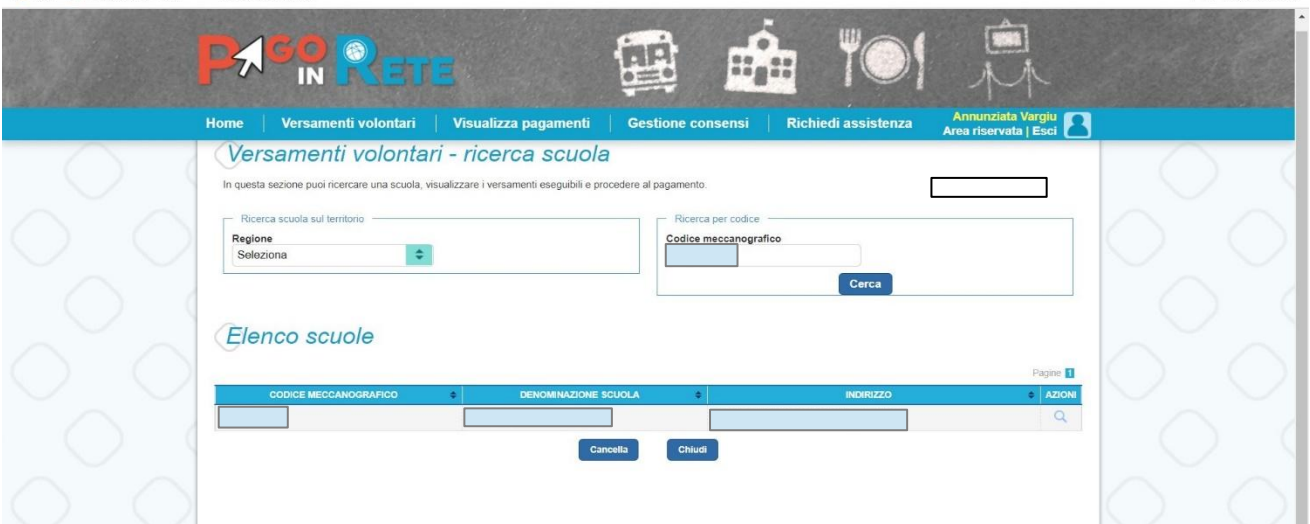 PAGO
IN RETE
Home | Versamenti volontari | Visualizza pagamenti | Gestione consensi | Richiedi assistenza
Annunziata Vargiu
Area riservata | Esci
Versamenti volontari - ricerca scuola
In questa sezione puoi ricercare una scuola, visualizzare i versamenti eseguibili e procedere al pagamento.
Ricerca scuola sul territorio
Regione
Seleziona
Ricerca per codice
Codice meccanografico
Cerca
Elenco scuole
Pagine 1
CODICE MECCANOGRAFICO DENOMINAZIONE SCUOLA INDIRIZZO AZIONI
Cancella Chiudi